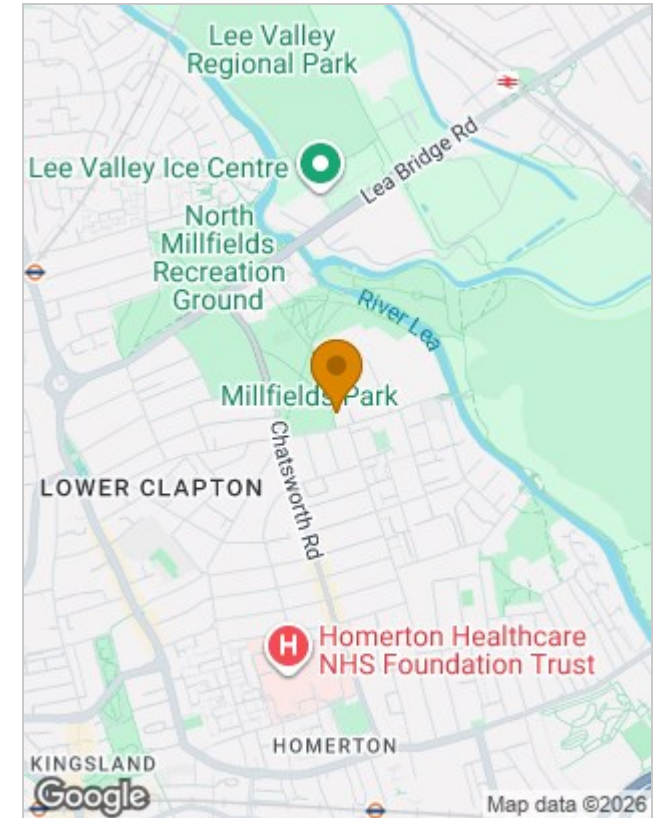 Lee Valley
Regional Park
Lea Bridge Rd
Lee Valley Ice Centre
North
Millfields
Recreation
Ground
River Lea
Millfields Park
Chatsworth Rd
LOWER CLAPTON
H
Homerton Healthcare
NHS Foundation Trust
HOMERTON
KINGSLAND
Google
Map data ©2026